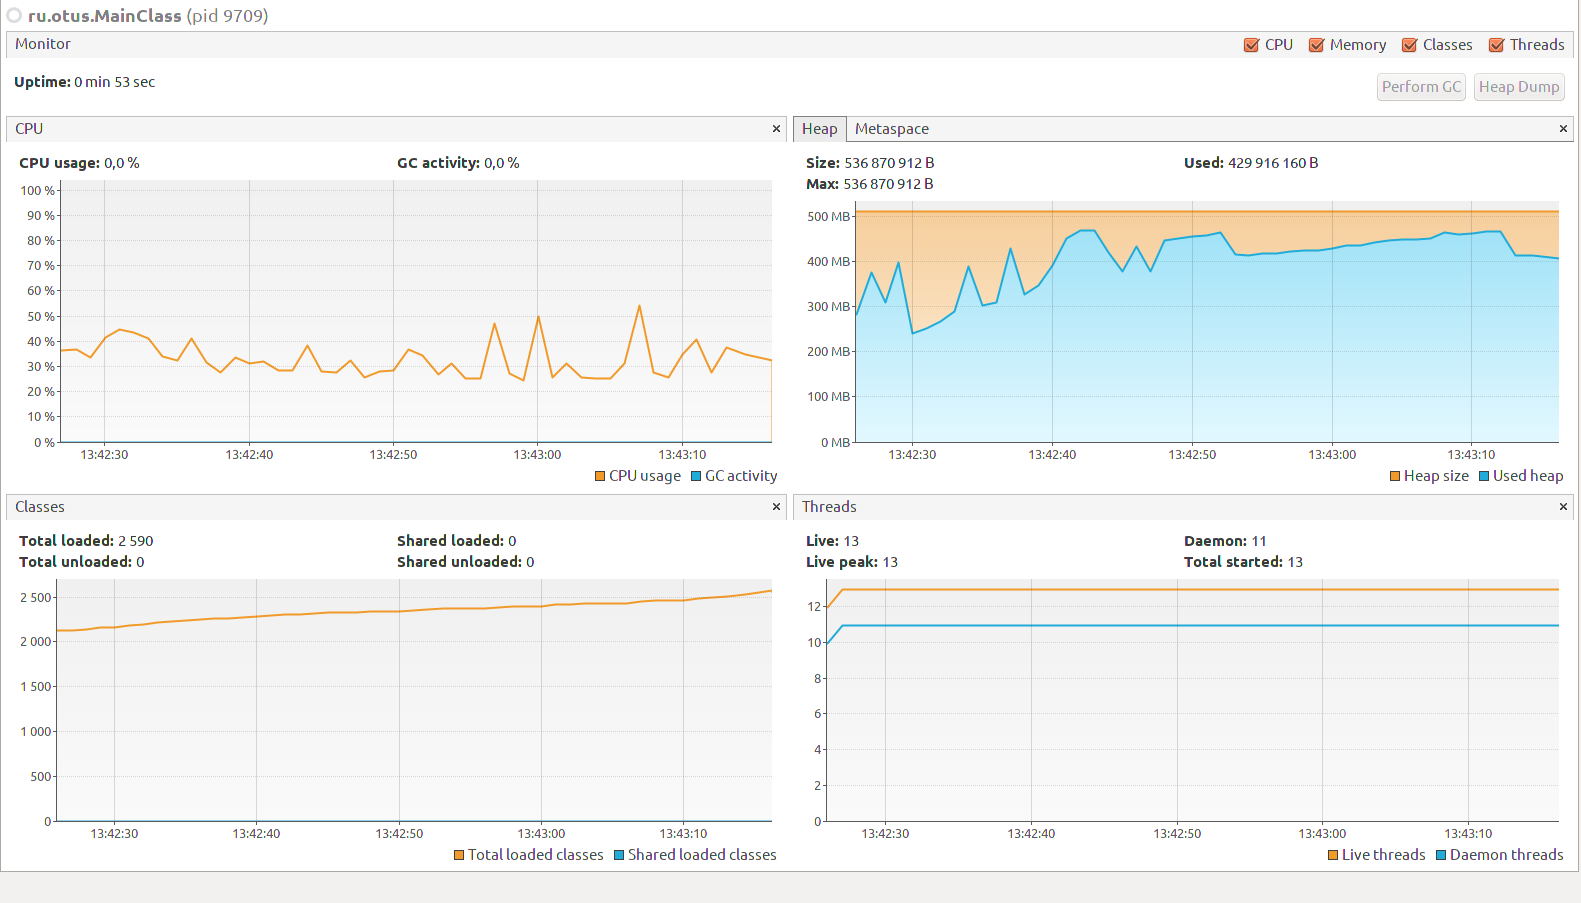 ru.otus.MainClass (pid 9709)
Monitor
CPU Memory Classes Threads
Uptime: 0 min 53 sec
Perform GC Heap Dump
CPU
CPU usage: 0,0 % GC activity: 0,0 %
100 %
90 %
80 %
70 %
60 %
50 %
40 %
30 %
20 %
10 %
0 %
13:42:30 13:42:40 13:42:50 13:43:00 13:43:10
CPU usage GC activity
Heap Metaspace
Size: 536 870 912 B Used: 429 916 160 B
Max: 536 870 912 B
500 MB
400 MB
300 MB
200 MB
100 MB
0 MB
13:42:30 13:42:40 13:42:50 13:43:00 13:43:10
Heap size Used heap
Classes
Total loaded: 2 590 Shared loaded: 0
Total unloaded: 0 Shared unloaded: 0
2 500
2 000
1 500
1 000
500
0
13:42:30 13:42:40 13:42:50 13:43:00 13:43:10
Total loaded classes Shared loaded classes
Threads
Live: 13 Daemon: 11
Live peak: 13 Total started: 13
12
10
8
6
4
2
0
13:42:30 13:42:40 13:42:50 13:43:00 13:43:10
Live threads Daemon threads